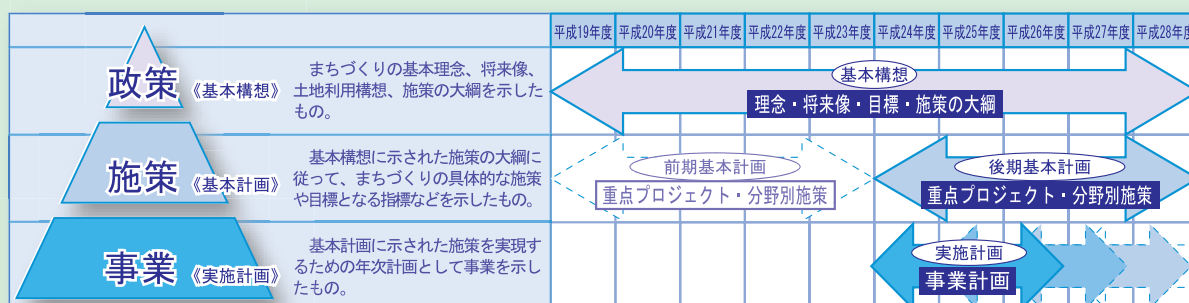 平成19年度 平成20年度 平成21年度 平成22年度 平成23年度 平成24年度 平成25年度 平成26年度 平成27年度 平成28年度
政策 《基本構想》
まちづくりの基本理念、将来像、
土地利用構想、施策の大綱を示した
もの。
基本構想
理念・将来像・目標・施策の大綱
施策 《基本計画》
基本構想に示された施策の大綱に
従って、まちづくりの具体的な施策
や目標となる指標などを示したもの。
前期基本計画
重点プロジェクト・分野別施策
後期基本計画
重点プロジェクト・分野別施策
事業 《実施計画》
基本計画に示された施策を実現す
るための年次計画として事業を示し
たもの。
実施計画
事業計画